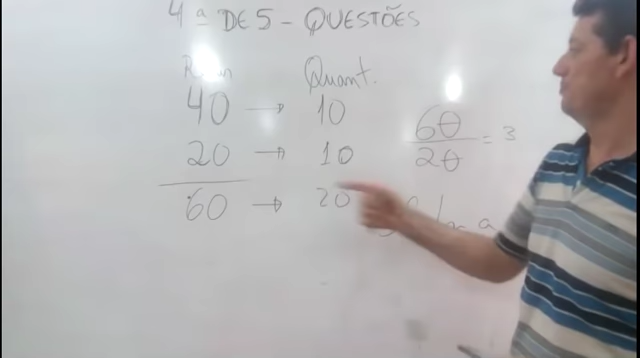 4ª DE 5 - QUESTÕES
Quant.
40 → 10
20 → 10
60 → 20
60
20
= 3